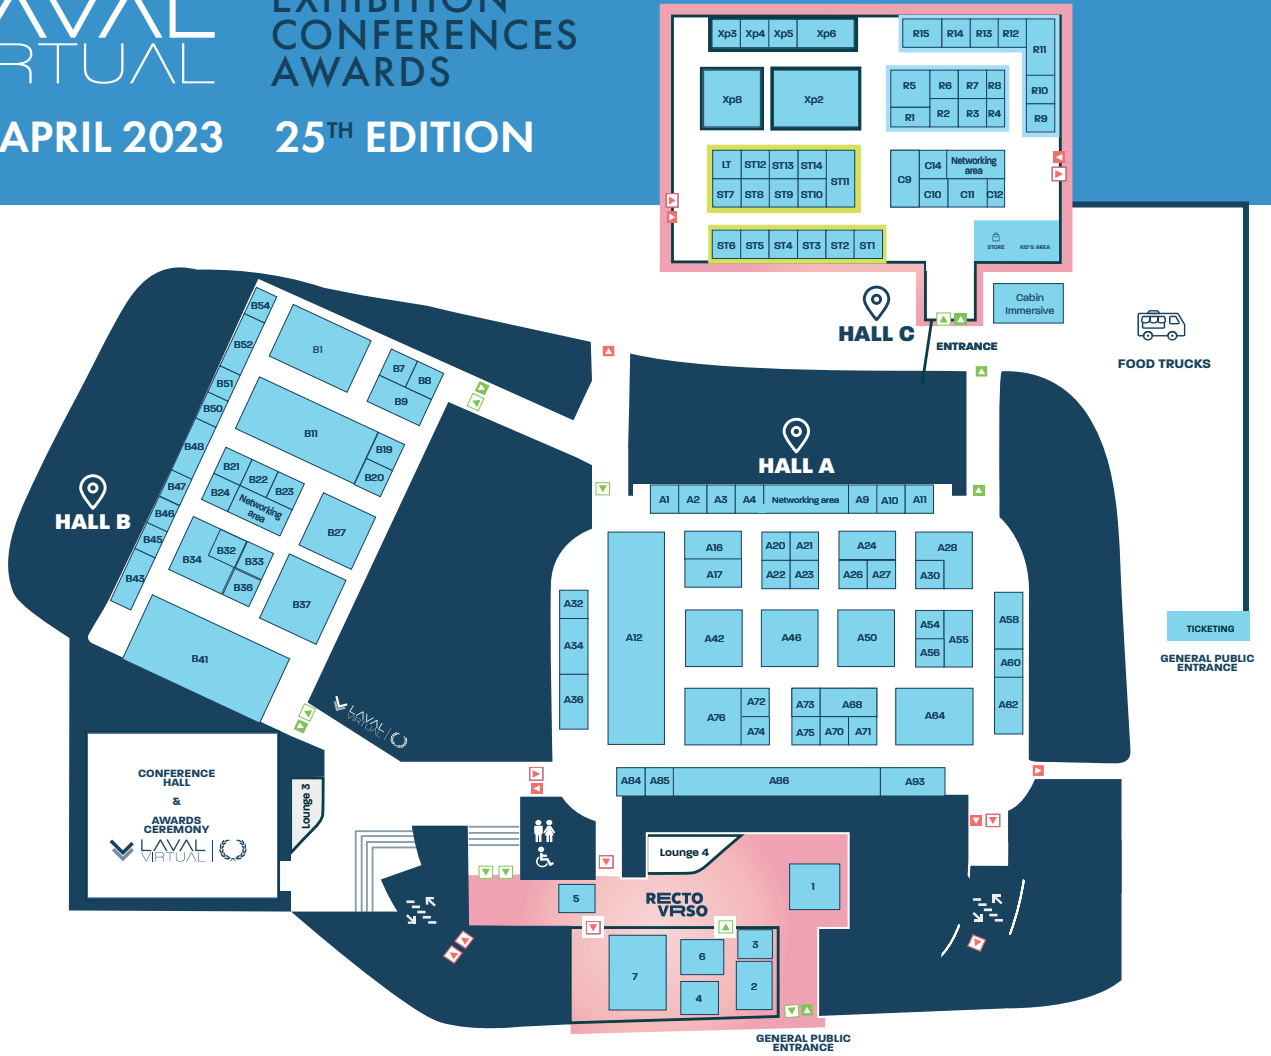 EXHIBITION
CONFERENCES
AWARDS
LAVAL
VIRTUAL
APRIL 2023
25TH EDITION
Xp3 Xp4 Xp5 Xp6
R15 R14 R13 R12
R11
Xp8 Xp2
R5 R6 R7 R8
R10
R1 R2 R3 R4
R9
LT ST12 ST13 ST14
ST11
ST7 ST8 ST9 ST10
C9 C14 Networking
area
C10 C11 C12
ST6 ST5 ST4 ST3 ST2 ST1
STORE KID'S AREA
HALL C
Cabin
Immersive
ENTRANCE
FOOD TRUCKS
TICKETING
GENERAL PUBLIC
ENTRANCE
HALL B
B54
B52
B51
B50
B48
B47
B46
B45
B43
B1
B7 B8
B9
B11
B19
B20
B21
B22
B23
B24
Networking
area
B27
B32
B33
B34
B36
B37
B41
LAVAL
VIRTUAL
HALL A
A1 A2 A3 A4 Networking area A9 A10 A11
A16 A20 A21 A24 A28
A17 A22 A23 A26 A27 A30
A32
A34
A36
A12
A42 A46 A50
A54
A55
A56
A58
A60
A62
A76 A72
A74
A73 A68
A75 A70 A71
A64
A84 A85 A86 A93
CONFERENCE
HALL
&
AWARDS
CEREMONY
LAVAL
VIRTUAL
Lounge 3
Lounge 4
RECTO
VRSO
5
1
7
6
3
4
2
GENERAL PUBLIC
ENTRANCE